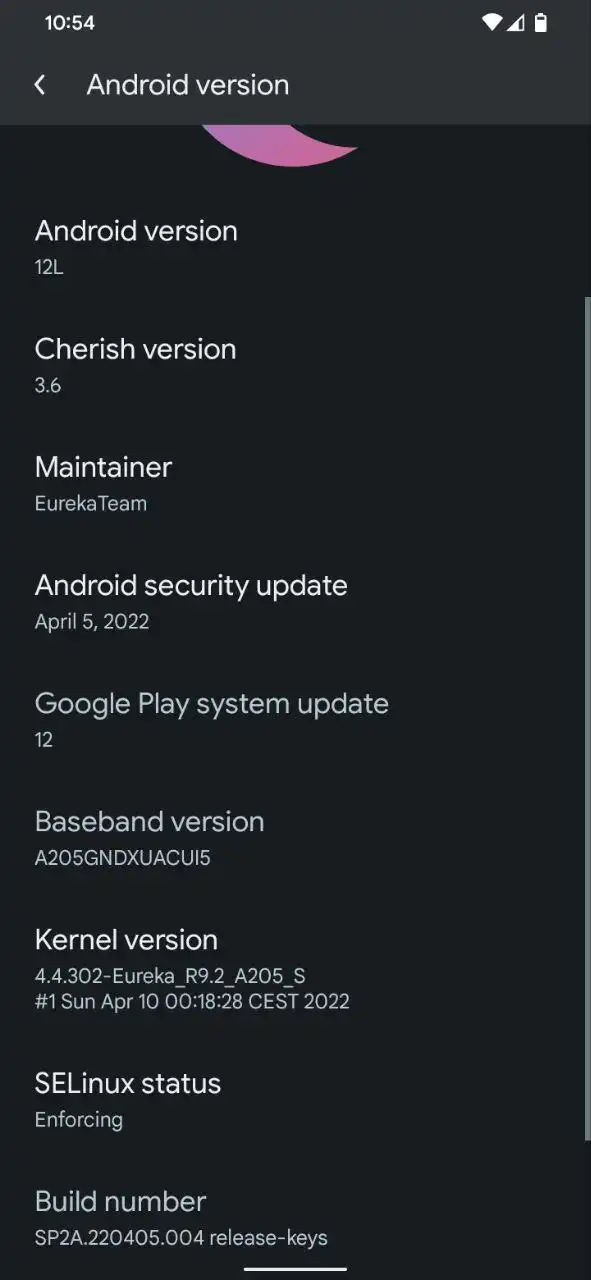 10:54
Android version
Android version
12L
Cherish version
3.6
Maintainer
EurekaTeam
Android security update
April 5, 2022
Google Play system update
12
Baseband version
A205GNDXUACUI5
Kernel version
4.4.302-Eureka_R9.2_A205_S
#1 Sun Apr 10 00:18:28 CEST 2022
SELinux status
Enforcing
Build number
SP2A.220405.004 release-keys